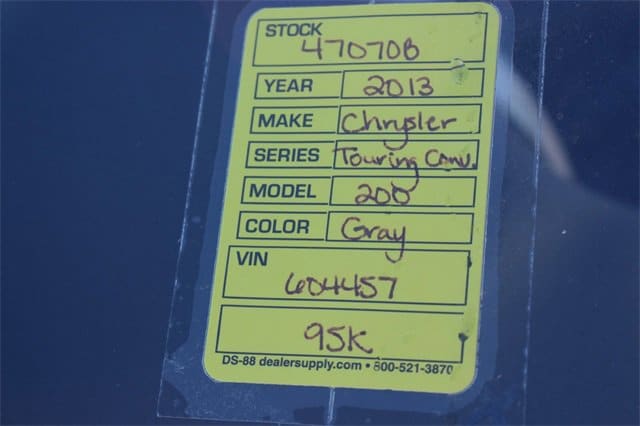 STOCK
47070B
YEAR 2013
MAKE Chrysler
SERIES Touring Conv.
MODEL 200
COLOR Gray
VIN
604457
95K
DS-88 dealersupply.com • 800-521-3870